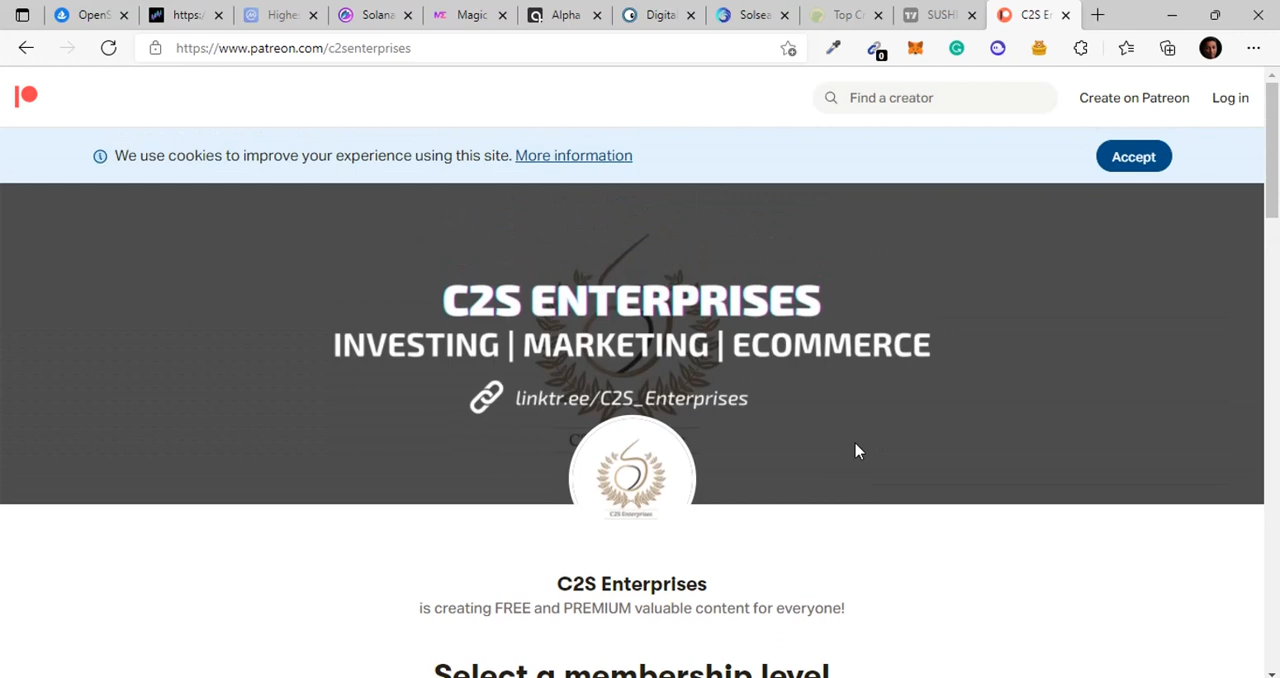 OpenS
https:/
Highe
Solana
Magic
Alpha
Digital
Solsea
Top Cr
SUSHI
C2S Er
https://www.patreon.com/c2senterprises
0
Find a creator
Create on Patreon
Log in
We use cookies to improve your experience using this site. More information
Accept
C2S ENTERPRISES
INVESTING | MARKETING | ECOMMERCE
linktr.ee/C2S_Enterprises
C2S Enterprises
C2S Enterprises
is creating FREE and PREMIUM valuable content for everyone!
Select a membership level